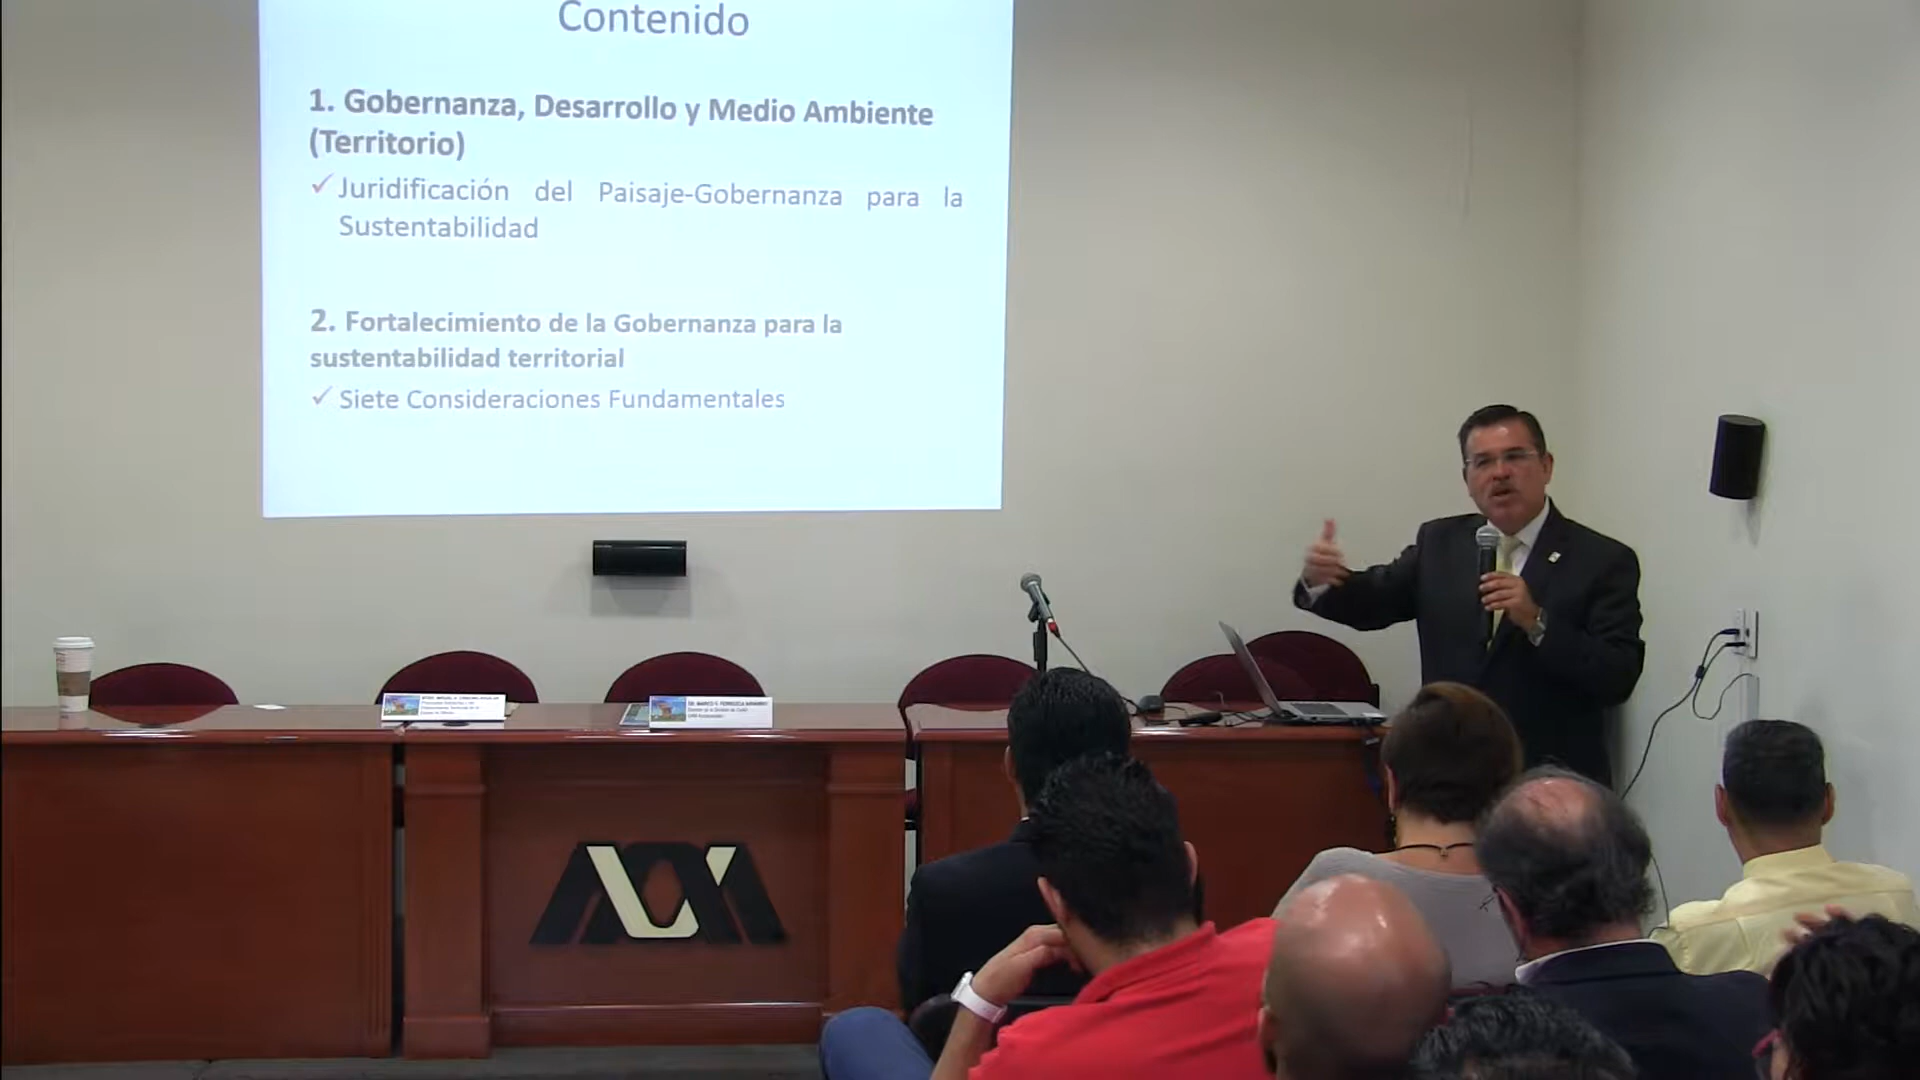 Contenido
1. Gobernanza, Desarrollo y Medio Ambiente
(Territorio)
✓ Juridificación del Paisaje-Gobernanza para la
Sustentabilidad
2. Fortalecimiento de la Gobernanza para la
sustentabilidad territorial
✓ Siete Consideraciones Fundamentales